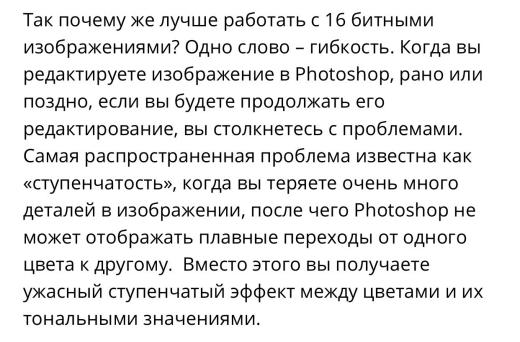 Так почему же лучше работать с 16 битными
изображениями? Одно слово – гибкость. Когда вы
редактируете изображение в Photoshop, рано или
поздно, если вы будете продолжать его
редактирование, вы столкнетесь с проблемами.
Самая распространенная проблема известна как
«ступенчатость», когда вы теряете очень много
деталей в изображении, после чего Photoshop не
может отображать плавные переходы от одного
цвета к другому.  Вместо этого вы получаете
ужасный ступенчатый эффект между цветами и их
тональными значениями.